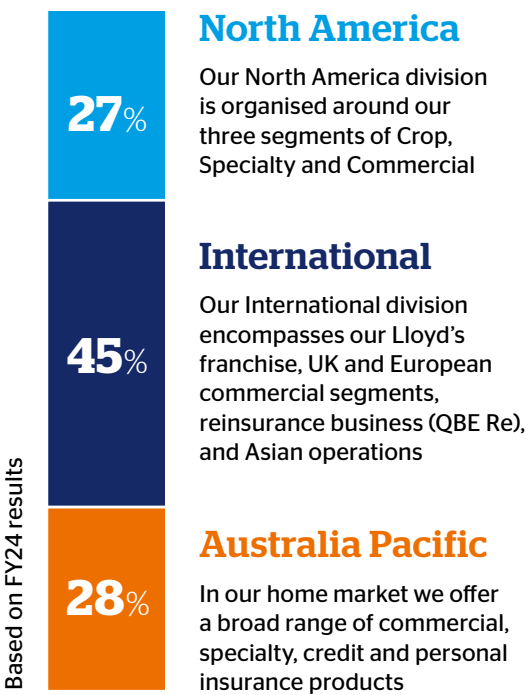 North America
27%
Our North America division
is organised around our
three segments of Crop,
Specialty and Commercial
International
45%
Our International division
encompasses our Lloyd’s
franchise, UK and European
commercial segments,
reinsurance business (QBE Re),
and Asian operations
Australia Pacific
28%
In our home market we offer
a broad range of commercial,
specialty, credit and personal
insurance products
Based on FY24 results